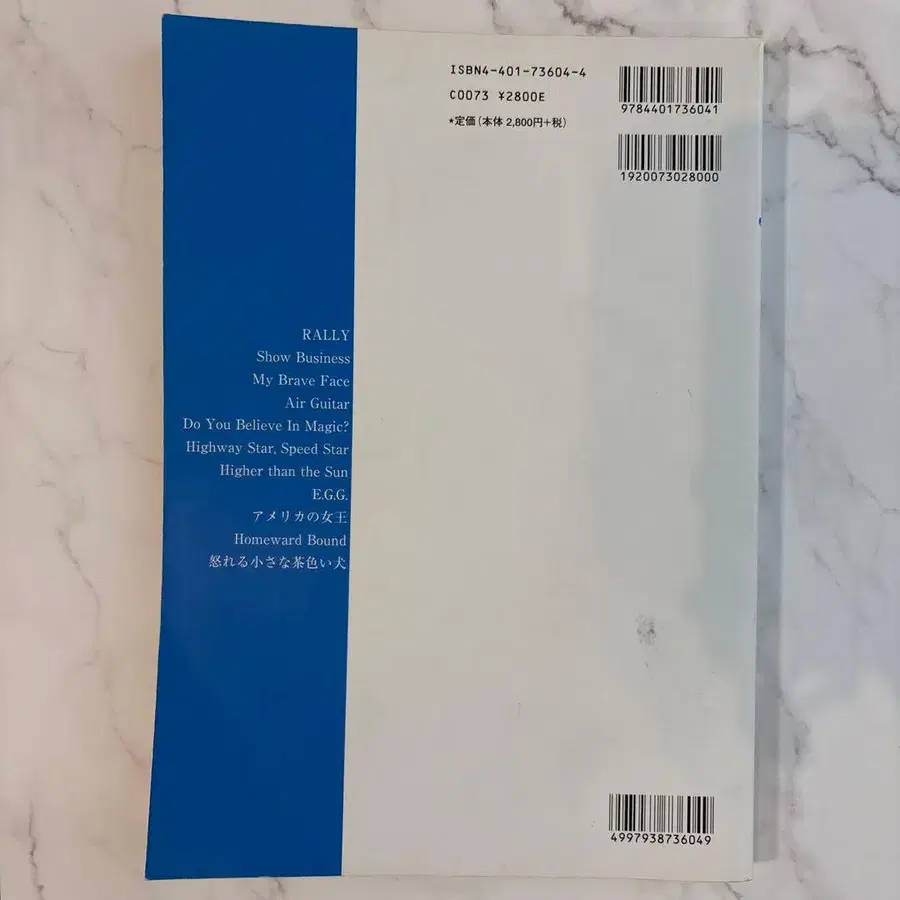 ISBN4-401-73604-4
C0073 ¥2800E
*定価(本体 2,800円+税)
9784401736041
1920073028000
RALLY
Show Business
My Brave Face
Air Guitar
Do You Believe In Magic?
Highway Star, Speed Star
Higher than the Sun
E.G.G.
アメリカの女王
Homeward Bound
怒れる小さな茶色い犬
4997938736049